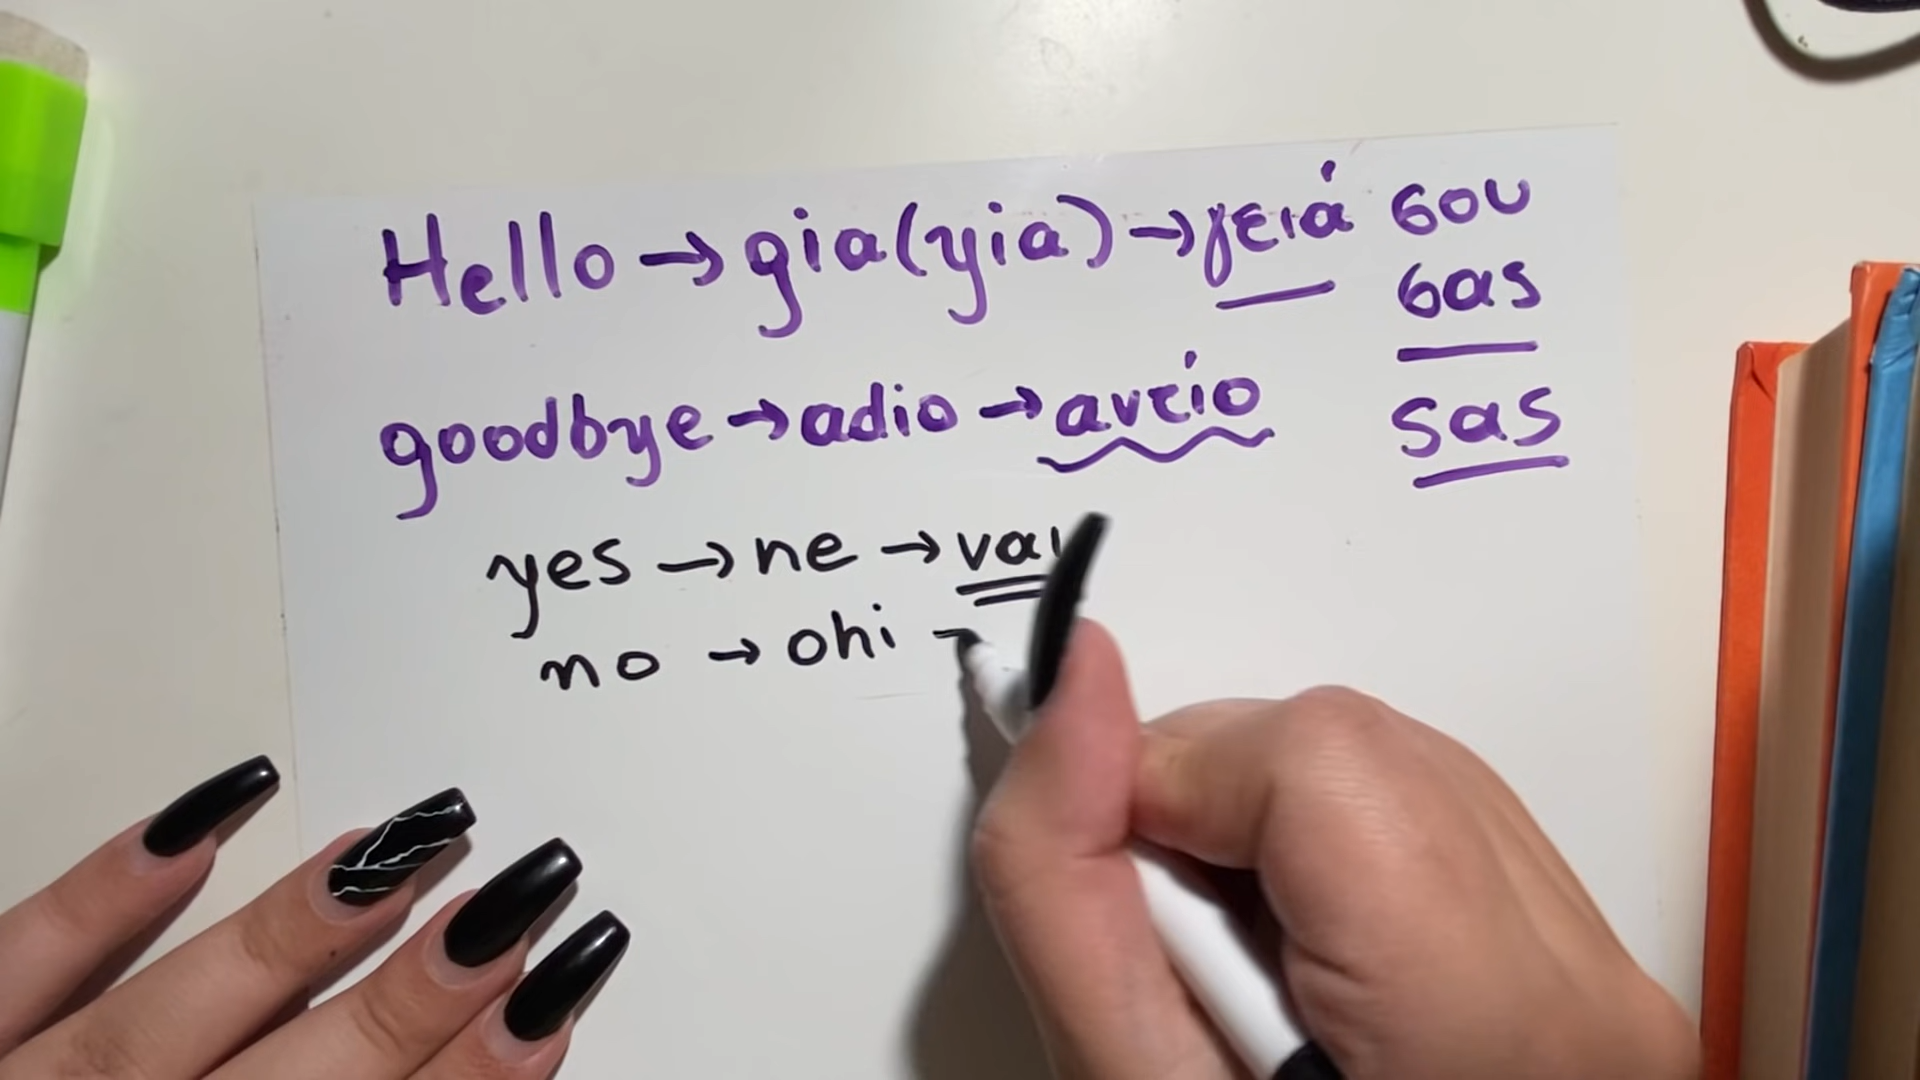 Hello → gia (yia) → γειά σου
σας
goodbye → adio → αντίο
sas
yes → ne → ναι
no → ohi